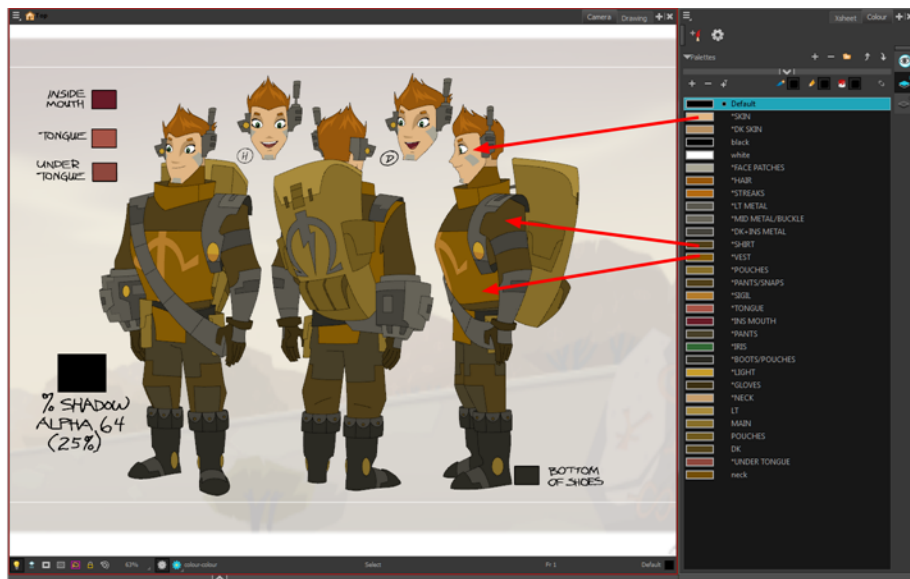 Top
Camera
Drawing
Xsheet
Colour
INSIDE
MOUTH
TONGUE
UNDER
TONGUE
H
D
% SHADOW
ALPHA 64
(25%)
BOTTOM
OF SHOES
Palettes
Default
*SKIN
*DK SKIN
black
white
*FACE PATCHES
*HAIR
*STREAKS
*LT METAL
*MID METAL/BUCKLE
*DK+INS METAL
*SHIRT
*VEST
*POUCHES
*PANTS/SNAPS
*SIGIL
*TONGUE
*INS MOUTH
*PANTS
*IRIS
*BOOTS/POUCHES
*LIGHT
*GLOVES
*NECK
LT
MAIN
POUCHES
DK
*UNDER TONGUE
neck
63%
colour-colour
Select
Fr 1
Default